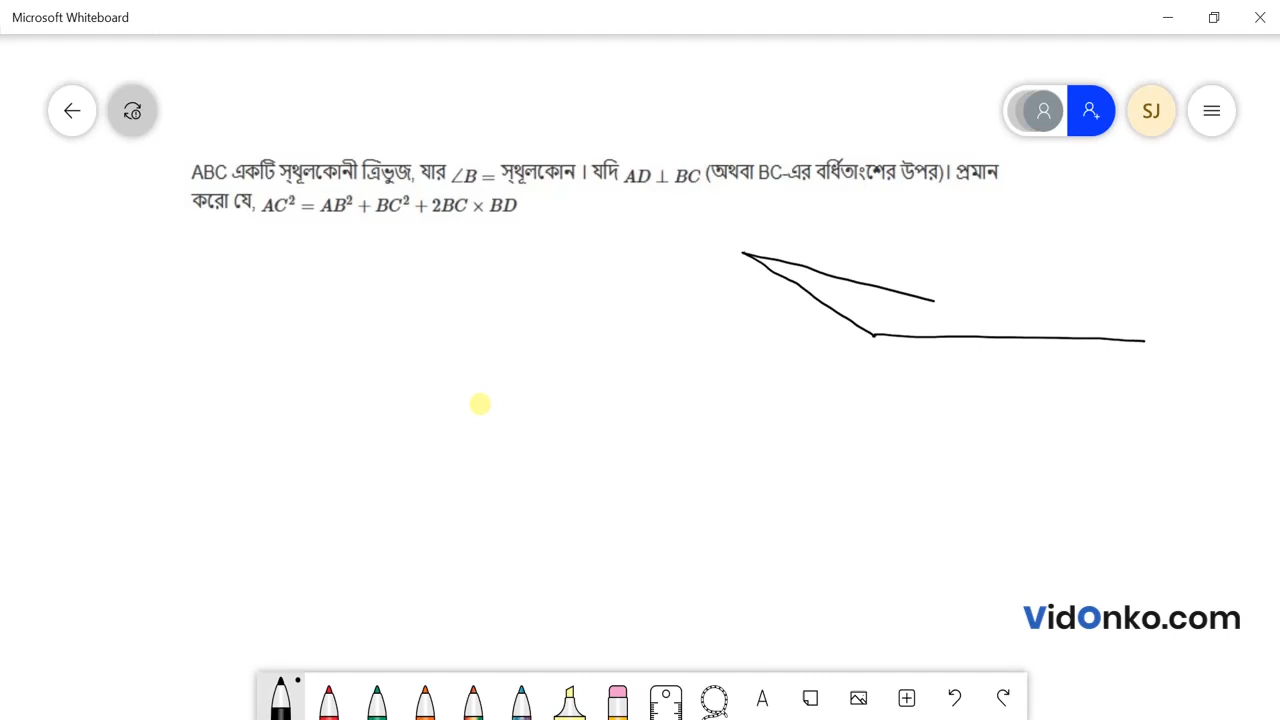 Microsoft Whiteboard
SJ
ABC একটি স্থূলকোনী ত্রিভুজ, যার ∠B = স্থূলকোন । যদি AD ⊥ BC (অথবা BC-এর বর্ধিতাংশের উপর)। প্রমান
করো যে, AC² = AB² + BC² + 2BC × BD
VidOnko.com
A